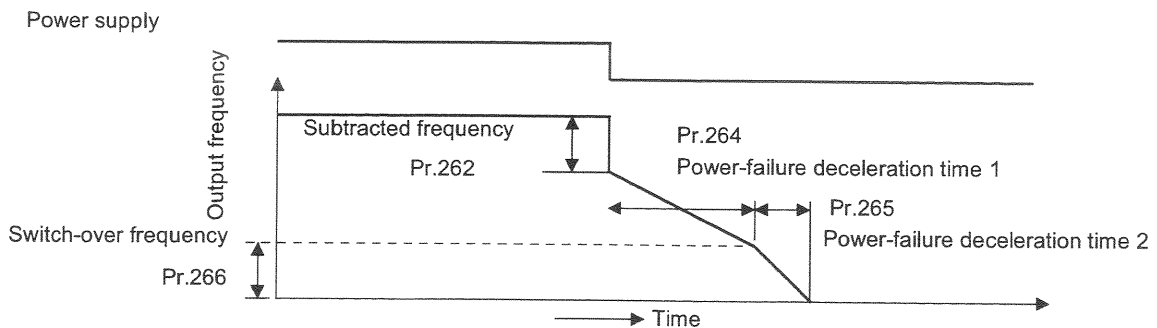 Power supply
Output frequency
Subtracted frequency
Pr.262
Pr.264
Power-failure deceleration time 1
Pr.265
Power-failure deceleration time 2
Switch-over frequency
Pr.266
Time